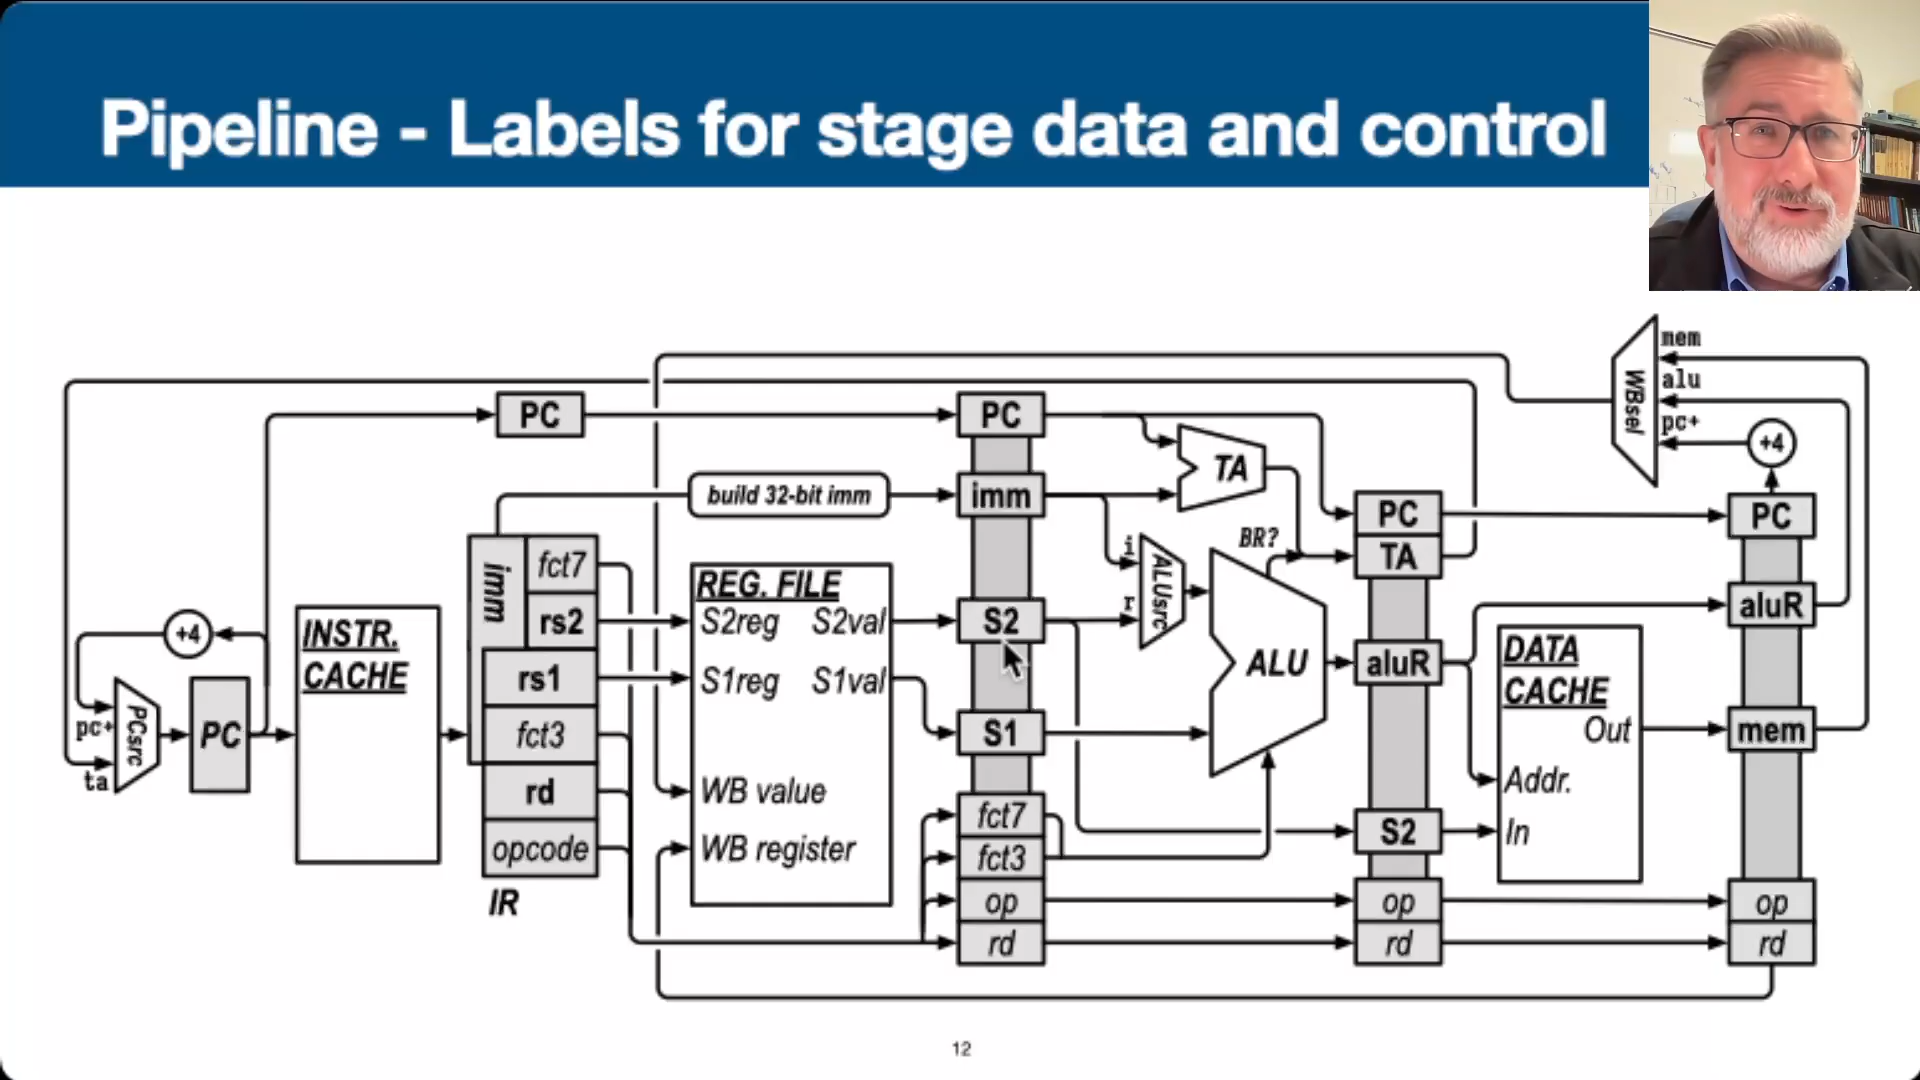 Pipeline - Labels for stage data and control
mem
alu
pc+
WBsel
+4
PC
PC
TA
build 32-bit imm
imm
BR?
PC
TA
PC
imm
fct7
rs2
rs1
fct3
rd
opcode
IR
REG. FILE
S2reg S2val
S1reg S1val
WB value
WB register
S2
S1
fct7
fct3
op
rd
ALUsrc
ALU
aluR
S2
op
rd
aluR
DATA
CACHE
Out
Addr.
In
mem
op
rd
+4
INSTR.
CACHE
pc+
ta
PCsrc
PC
12